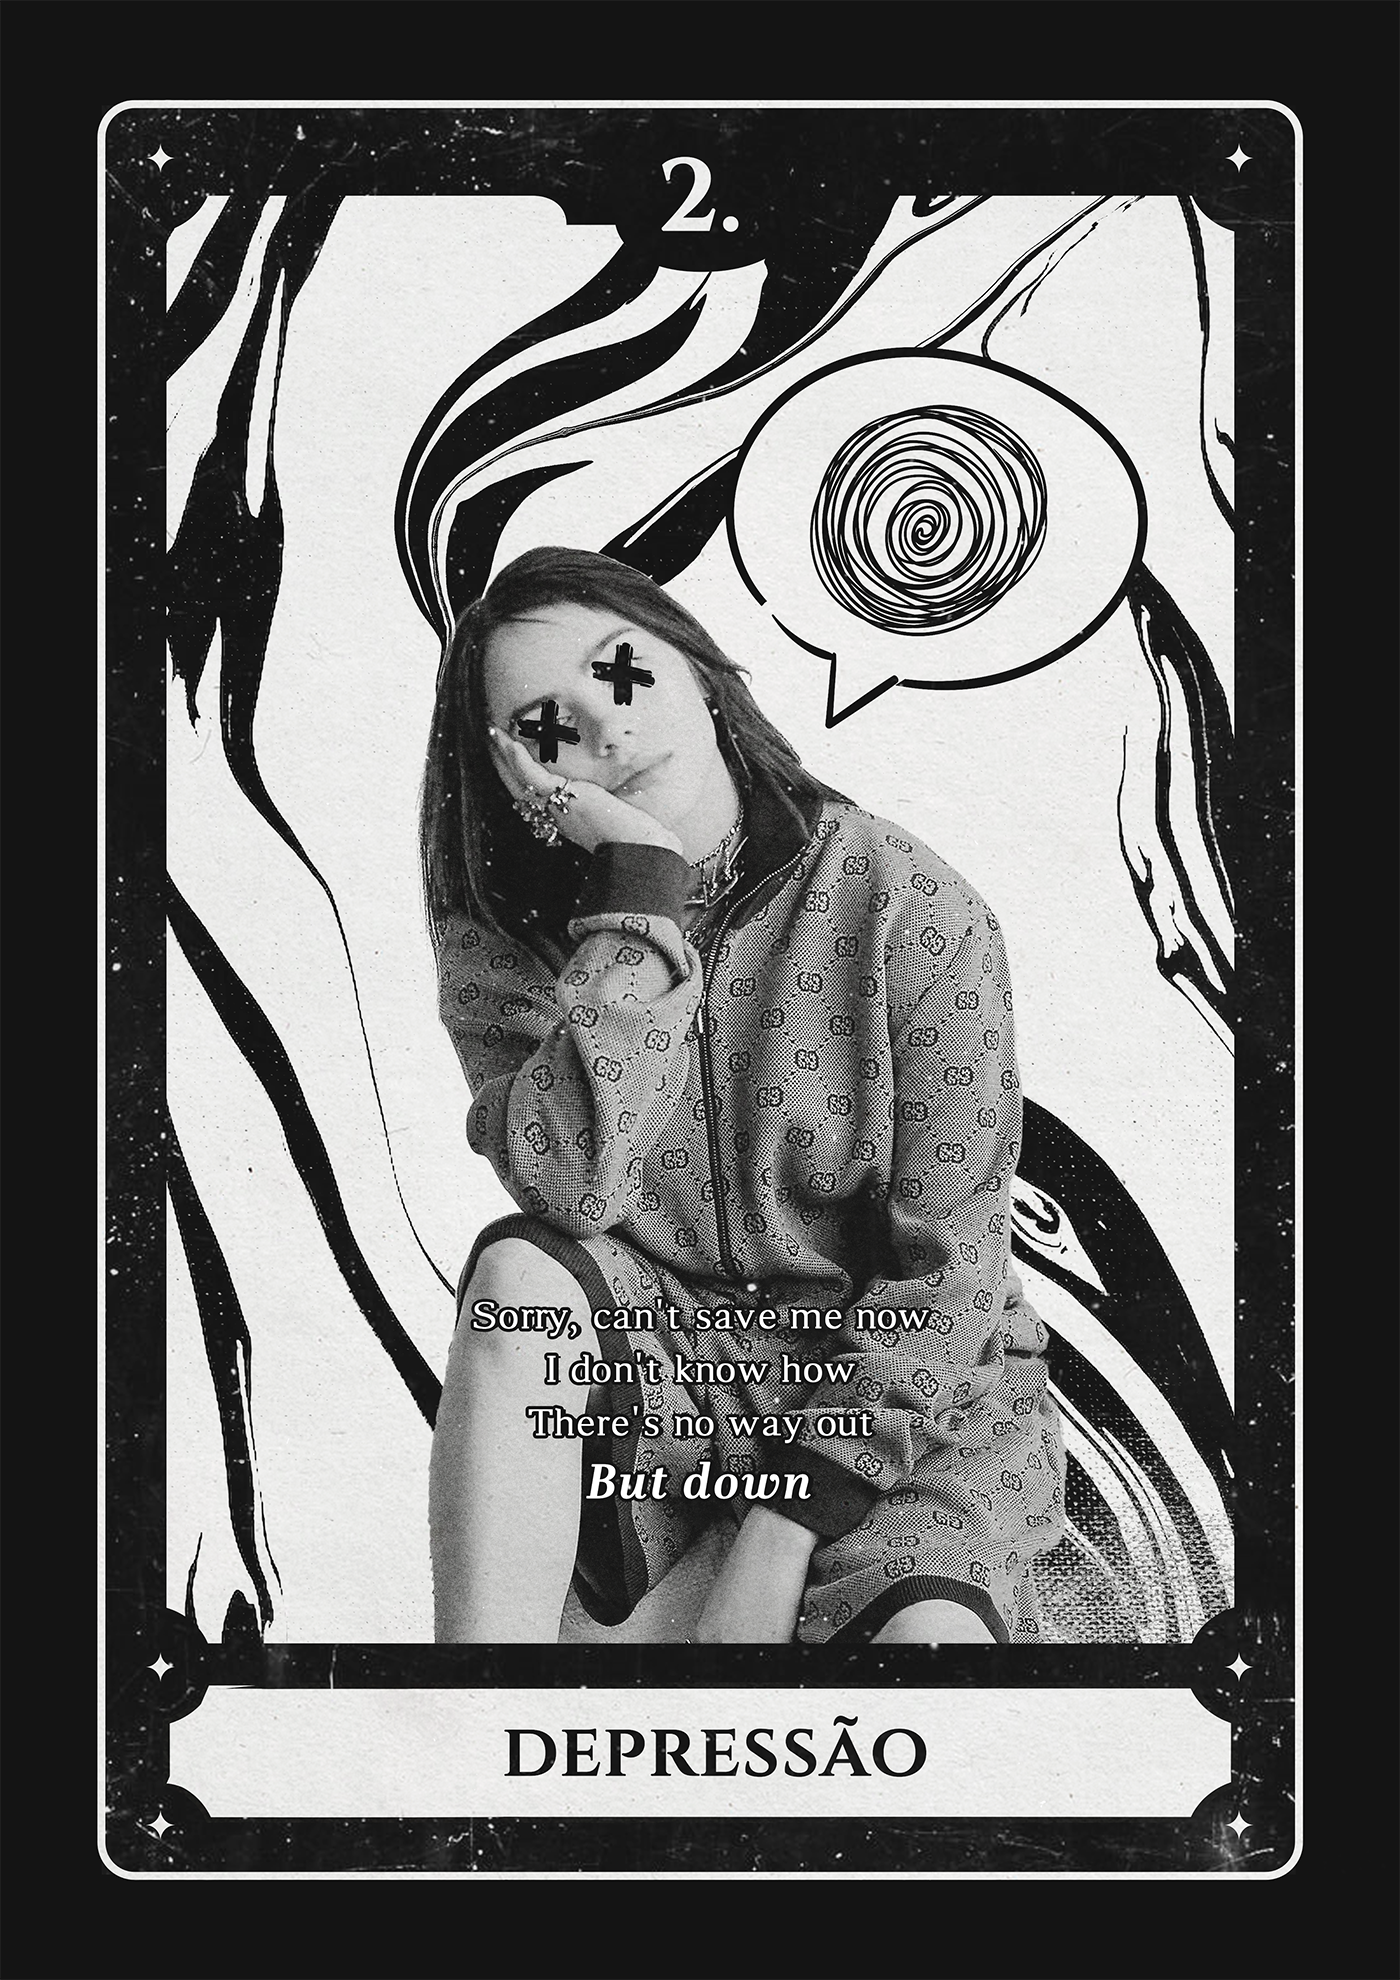 2.
Sorry, can't save me now
I don't know how
There's no way out
But down
DEPRESSÃO